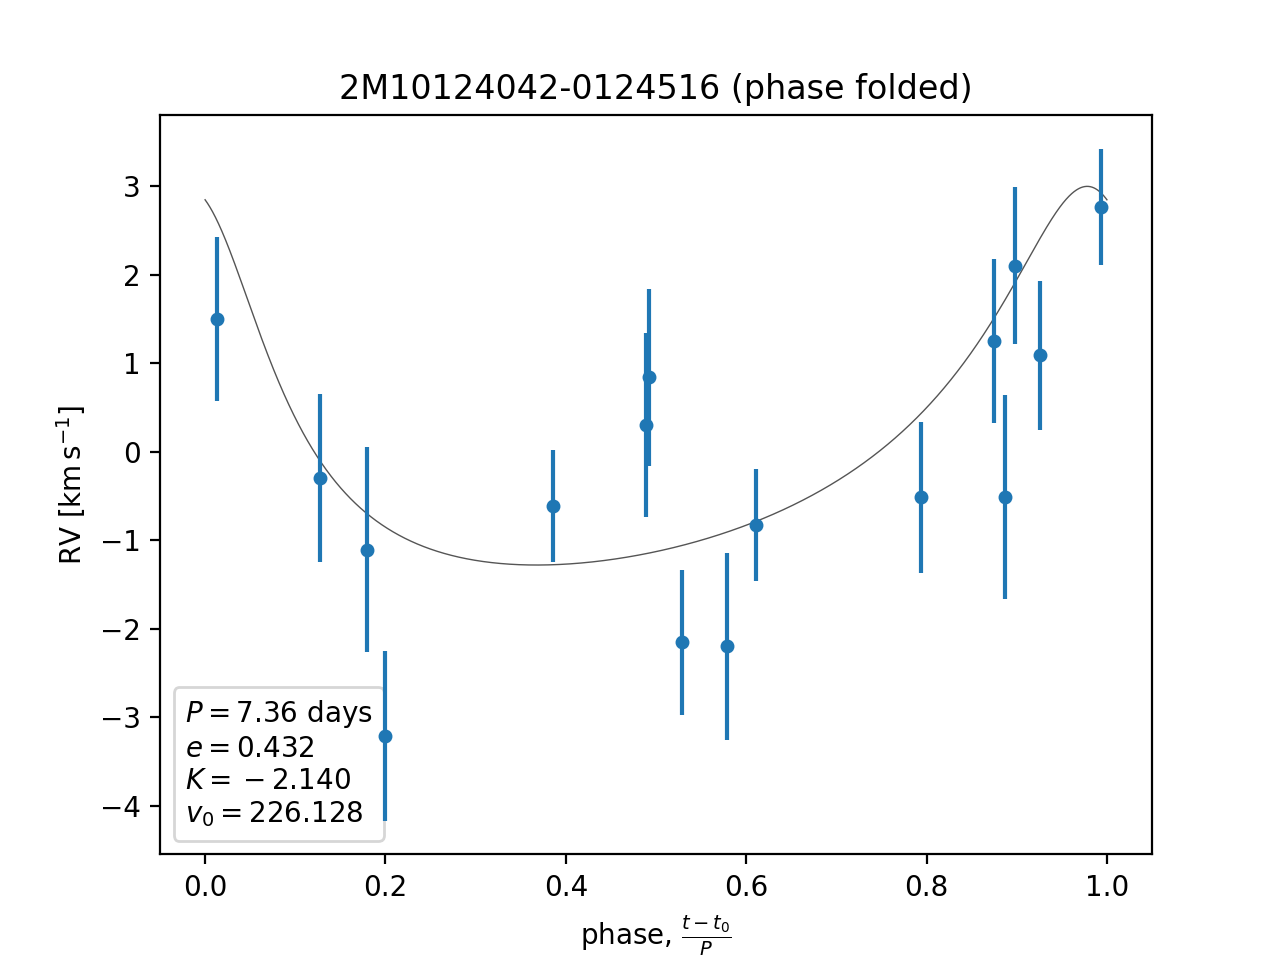 2M10124042-0124516 (phase folded)
RV [km s⁻¹]
3
2
1
0
−1
−2
−3
−4
P = 7.36 days
e = 0.432
K = −2.140
v₀ = 226.128
0.0 0.2 0.4 0.6 0.8 1.0
phase, (t−t₀)/P